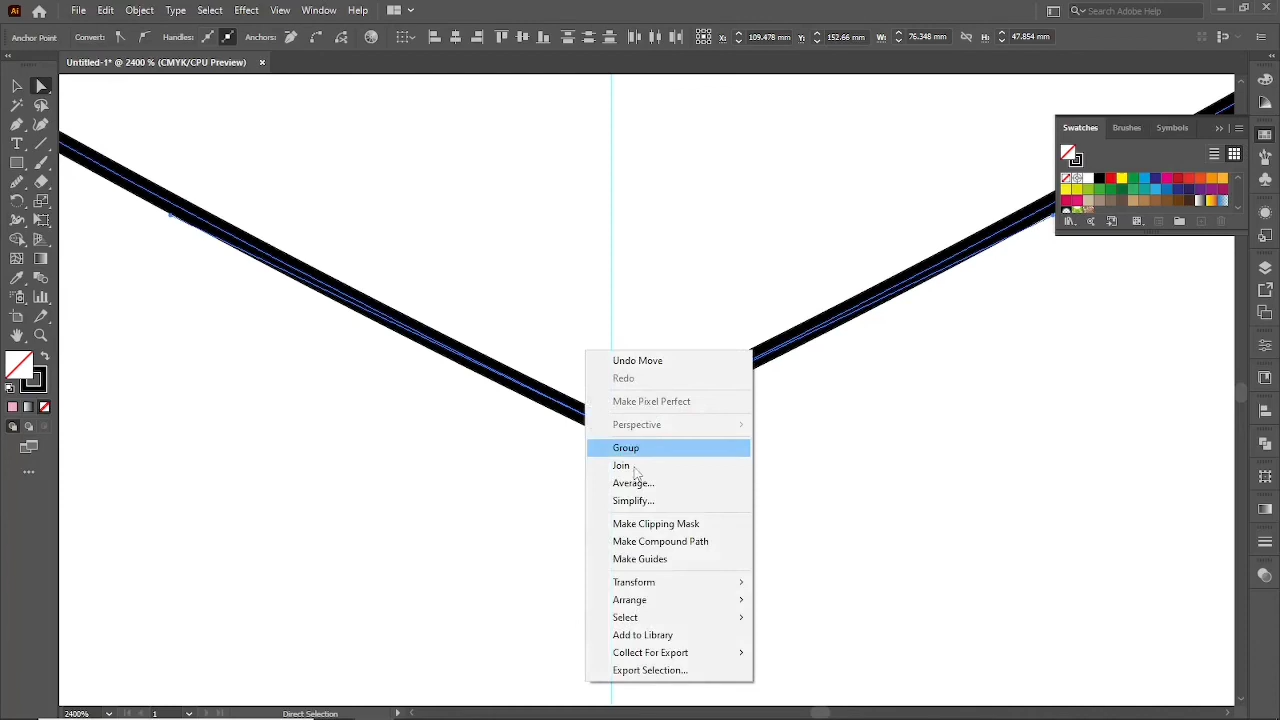 Ai File Edit Object Type Select Effect View Window Help Search Adobe Help
Anchor Point Convert: Handles: Anchors: X: 109.478 mm Y: 152.66 mm W: 76.348 mm H: 47.854 mm
Untitled-1* @ 2400 % (CMYK/CPU Preview) ×
Swatches Brushes Symbols
Undo Move
Redo
Make Pixel Perfect
Perspective
Group
Join
Average...
Simplify...
Make Clipping Mask
Make Compound Path
Make Guides
Transform
Arrange
Select
Add to Library
Collect For Export
Export Selection...
2400% 1 Direct Selection